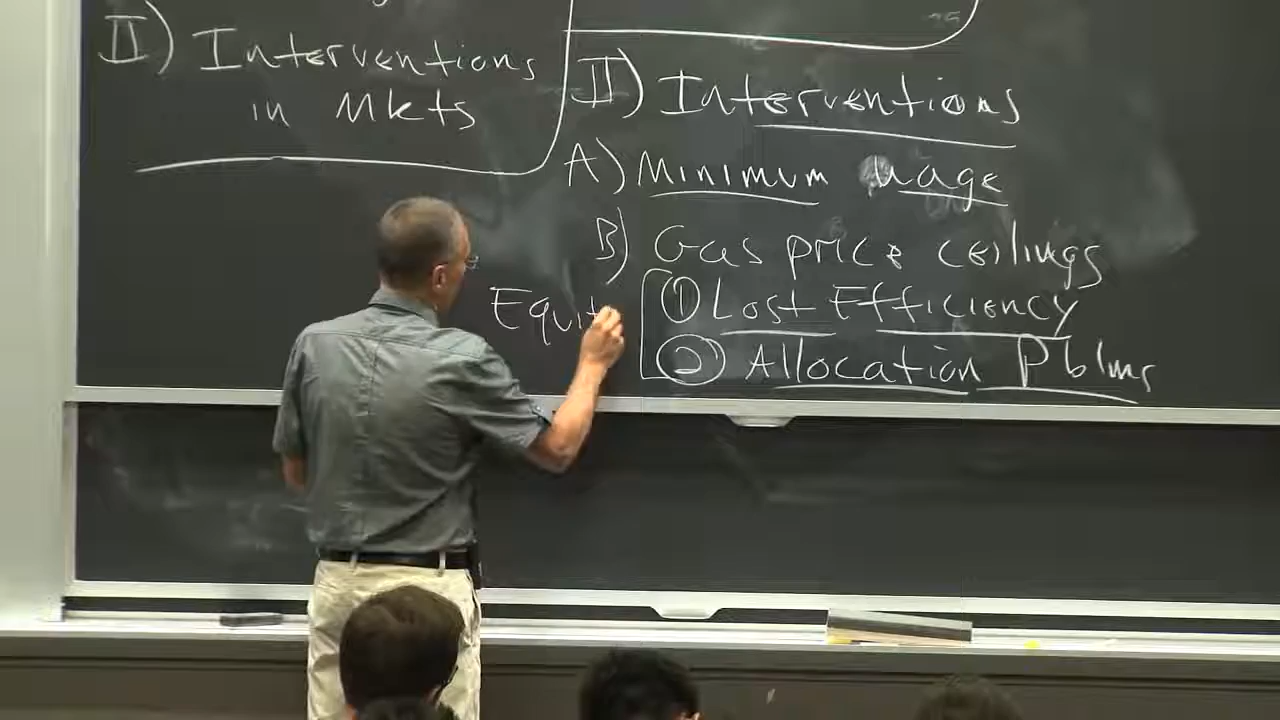 II) Interventions
in Mkts
II) Interventions
A) Minimum wage
B) Gas price ceilings
① Lost Efficiency
② Allocation Pblms
Equit